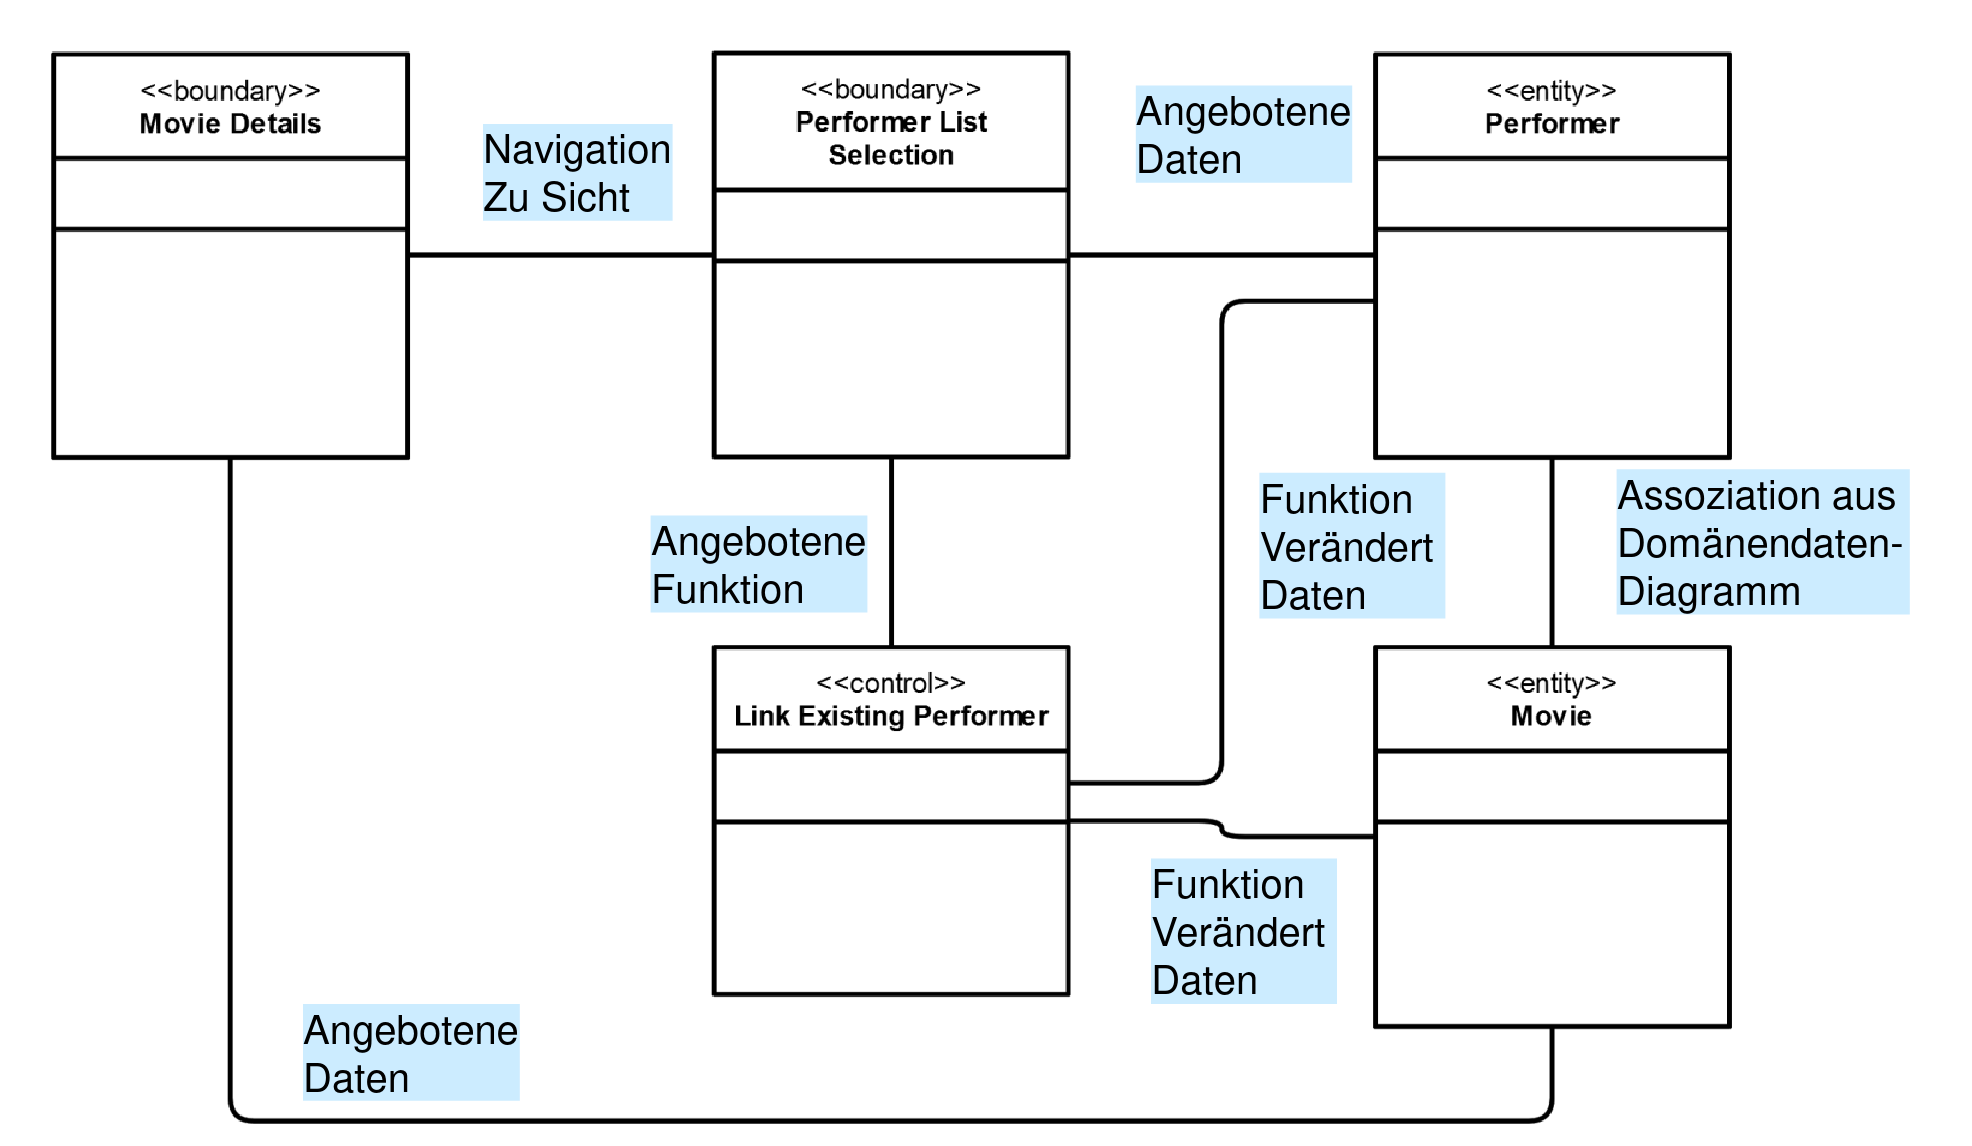 <<boundary>>
Movie Details
Navigation
Zu Sicht
<<boundary>>
Performer List
Selection
Angebotene
Daten
<<entity>>
Performer
Angebotene
Funktion
Funktion
Verändert
Daten
Assoziation aus
Domänendaten-
Diagramm
<<control>>
Link Existing Performer
<<entity>>
Movie
Funktion
Verändert
Daten
Angebotene
Daten